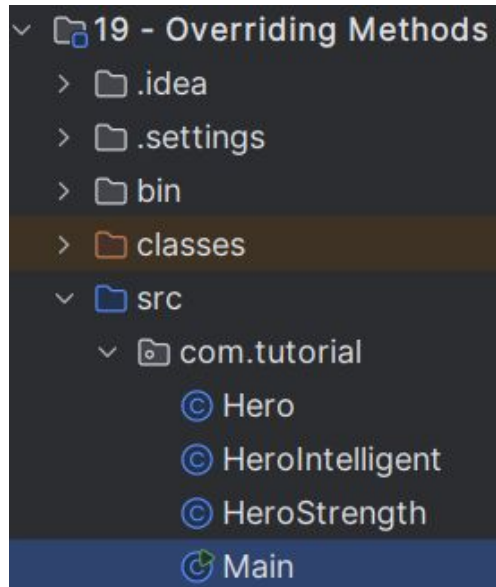 19 - Overriding Methods
.idea
.settings
bin
classes
src
com.tutorial
Hero
HeroIntelligent
HeroStrength
Main